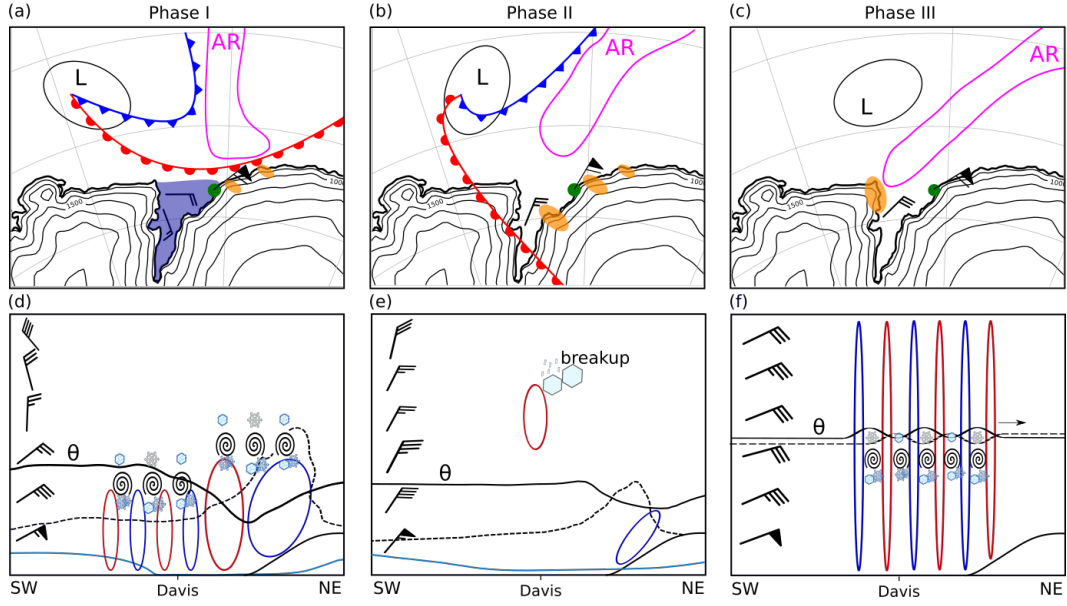 (a) Phase I
(b) Phase II
(c) Phase III
L
AR
1500
100
L
AR
1500
1000
L
AR
1500
1000
(d)
(e)
(f)
θ
breakup
θ
θ
SW Davis NE
SW Davis NE
SW Davis NE